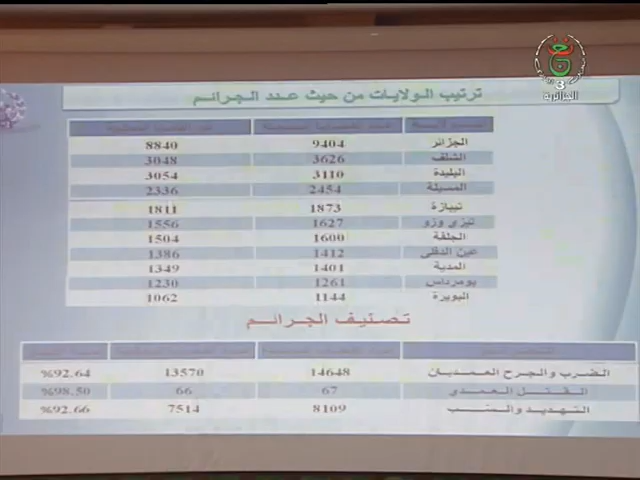 3
الجزائرية
ترتيب الولايات من حيث عدد الجرائم
الجزائر 9404 8840
الشلف 3626 3048
البليدة 3110 3054
المسيلة 2454 2336
تيبازة 1873 1811
تيزي وزو 1627 1556
الجلفة 1600 1504
عين الدفلى 1412 1386
المدية 1401 1349
بومرداس 1261 1230
البويرة 1144 1062
تصنيف الجرائم
الضرب والجرح العمديان 14648 13570 %92.64
القتل العمدي 67 66 %98.50
التهديد والسب 8109 7514 %92.66